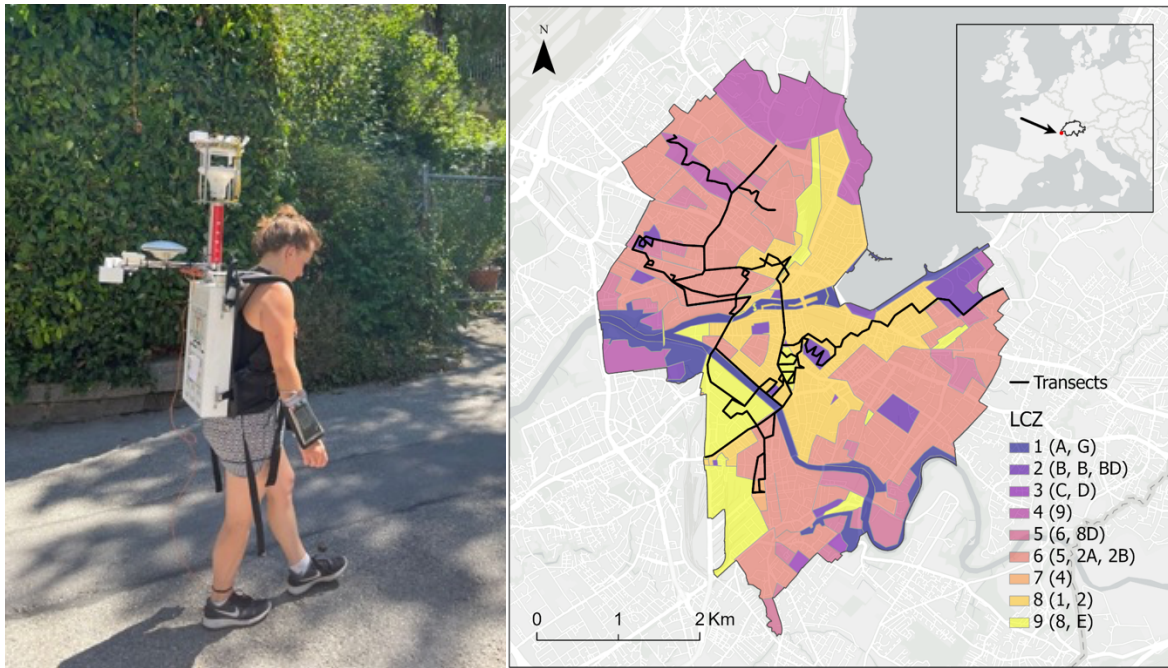 N
Transects
LCZ
1 (A, G)
2 (B, B, BD)
3 (C, D)
4 (9)
5 (6, 8D)
6 (5, 2A, 2B)
7 (4)
8 (1, 2)
9 (8, E)
0 1 2 Km